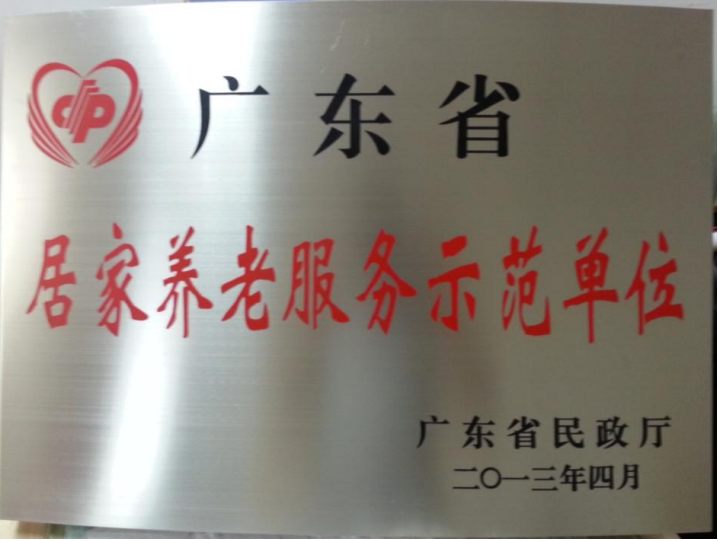 广东省
居家养老服务示范单位
广东省民政厅
二〇一三年四月